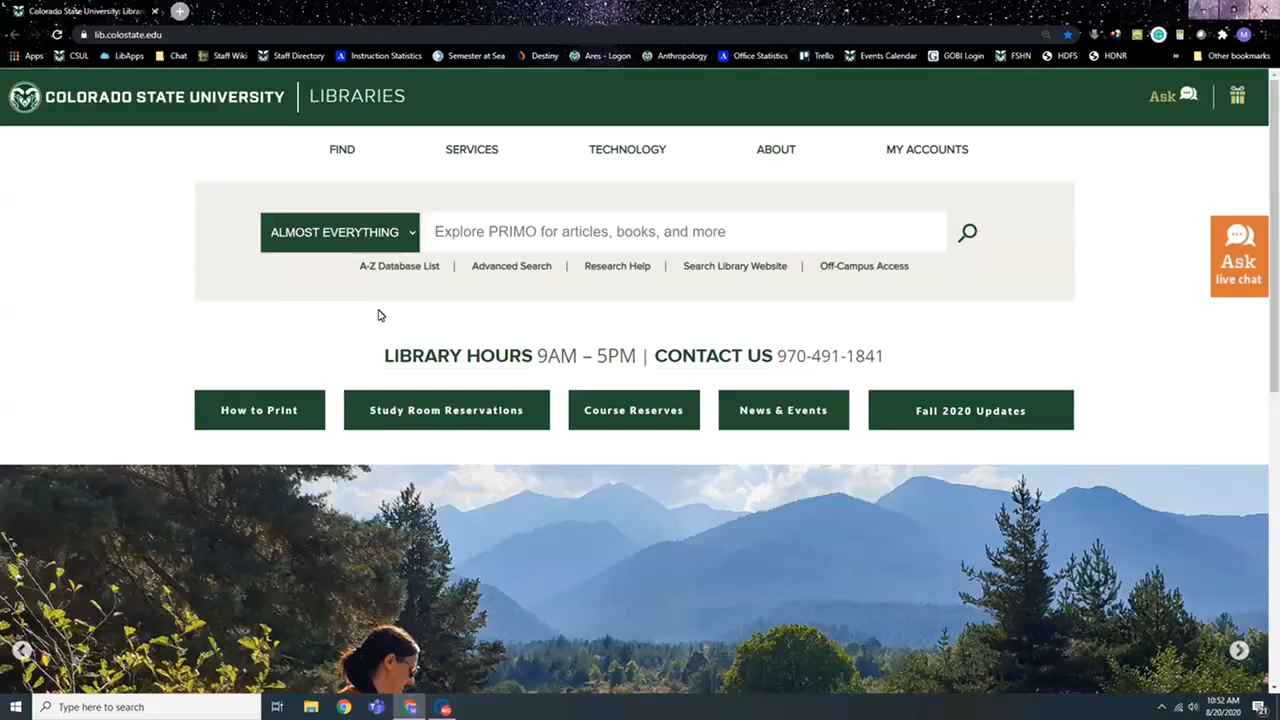 Colorado State University: Librar
lib.colostate.edu
Apps CSUL LibApps Chat Staff Wiki Staff Directory Instruction Statistics Semester at Sea Destiny Ares - Logon Anthropology Office Statistics Trello Events Calendar GOBI Login FSHN HDFS HDNR » Other bookmarks
COLORADO STATE UNIVERSITY LIBRARIES Ask
FIND SERVICES TECHNOLOGY ABOUT MY ACCOUNTS
ALMOST EVERYTHING Explore PRIMO for articles, books, and more
A-Z Database List | Advanced Search | Research Help | Search Library Website | Off-Campus Access
Ask
live chat
LIBRARY HOURS 9AM – 5PM | CONTACT US 970-491-1841
How to Print Study Room Reservations Course Reserves News & Events Fall 2020 Updates
Type here to search
10:52 AM
8/20/2020
21